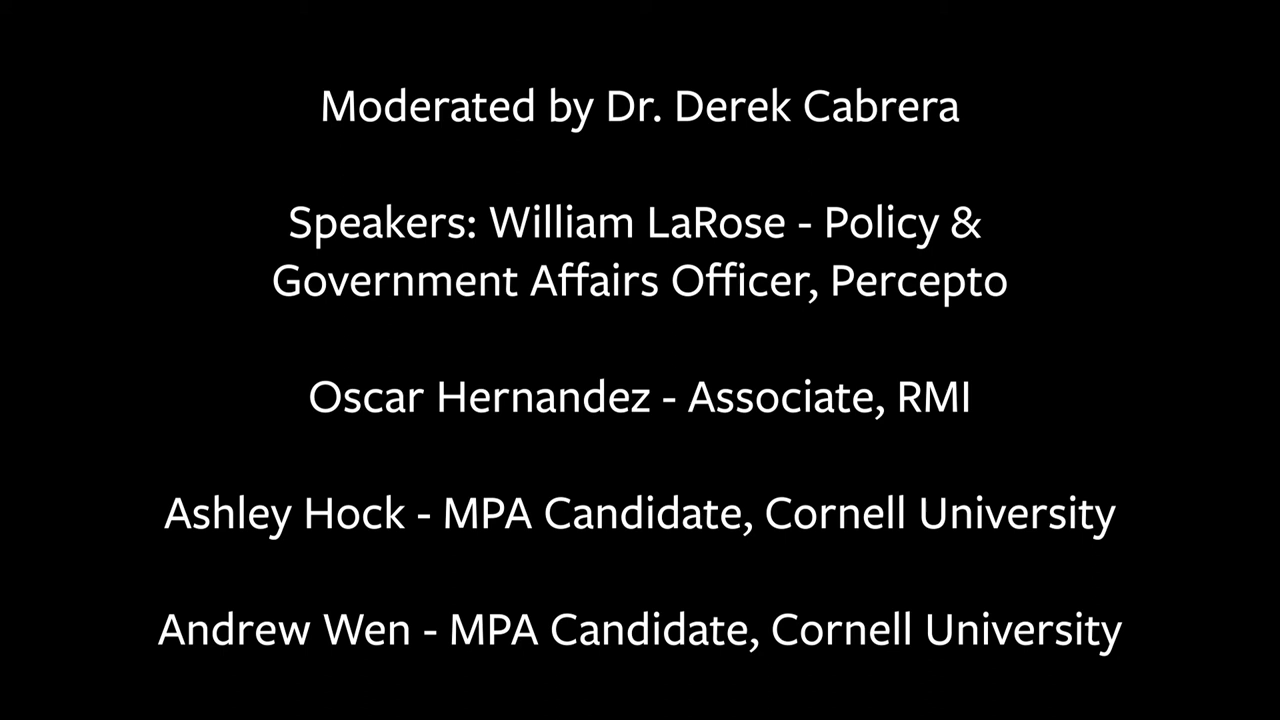 Moderated by Dr. Derek Cabrera
Speakers: William LaRose - Policy &
Government Affairs Officer, Percepto
Oscar Hernandez - Associate, RMI
Ashley Hock - MPA Candidate, Cornell University
Andrew Wen - MPA Candidate, Cornell University